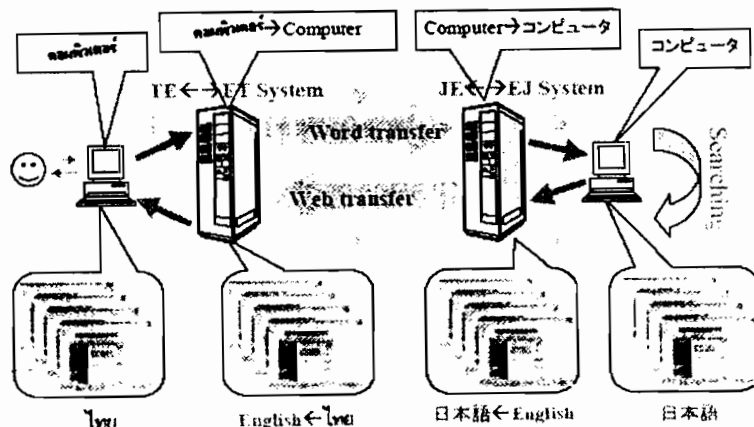 คอมพิวเตอร์
คอมพิวเตอร์→Computer
Computer→コンピュータ
コンピュータ
TE←→ET System
JE←→EJ System
Word transfer
Web transfer
Searching
ไทย
English←ไทย
日本語←English
日本語